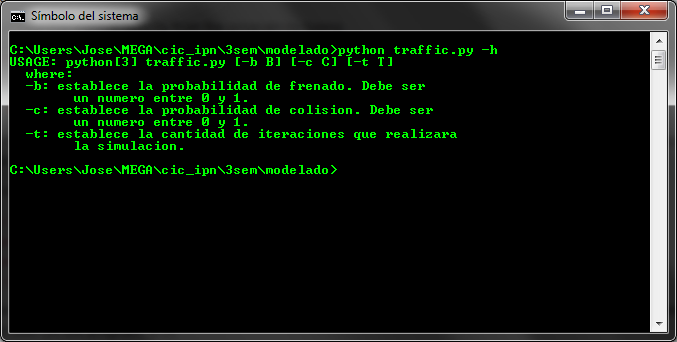 Símbolo del sistema
C:\Users\Jose\MEGA\cic_ipn\3sem\modelado>python traffic.py -h
USAGE: python[3] traffic.py [-b B] [-c C] [-t T]
where:
-b: establece la probabilidad de frenado. Debe ser
un numero entre 0 y 1.
-c: establece la probabilidad de colision. Debe ser
un numero entre 0 y 1.
-t: establece la cantidad de iteraciones que realizara
la simulacion.
C:\Users\Jose\MEGA\cic_ipn\3sem\modelado>